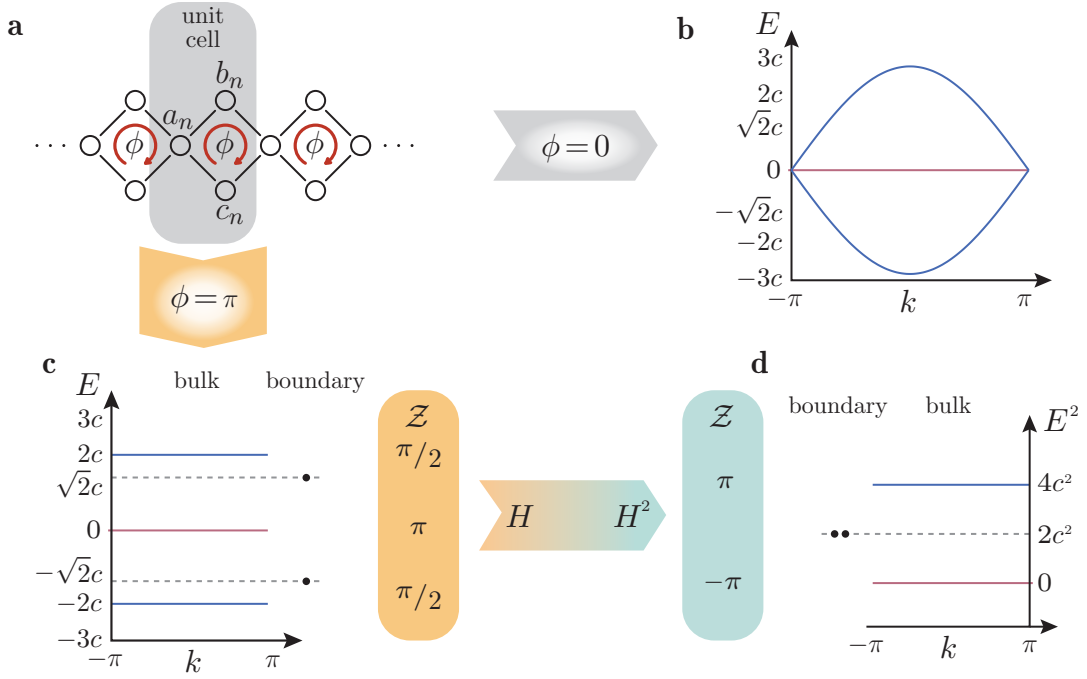 a
unit
cell
b_n
a_n
ϕ ϕ ϕ
c_n
· · · · · ·
ϕ = 0
ϕ = π
b
E
3c
2c
√2c
0
−√2c
−2c
−3c
−π k π
c
bulk boundary
E
3c
2c
√2c
0
−√2c
−2c
−3c
−π k π
𝒵
π/2
π
π/2
H H²
𝒵
π
−π
d
boundary bulk
E²
4c²
2c²
0
−π k π